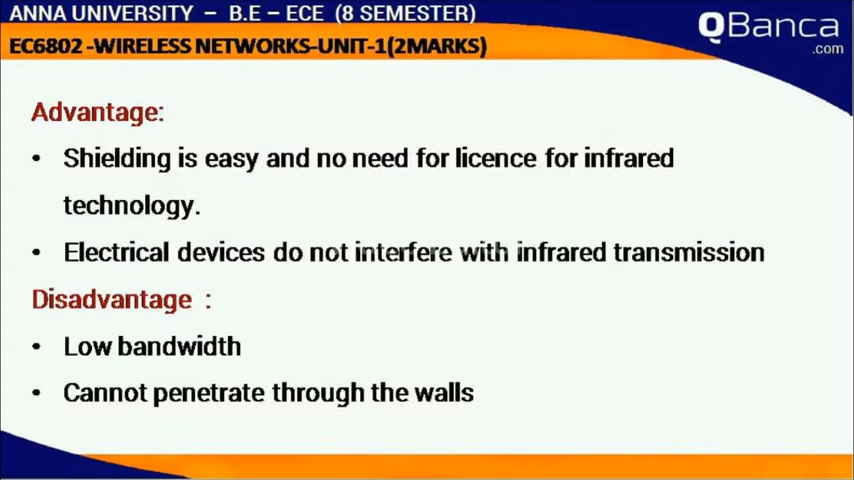 ANNA UNIVERSITY – B.E – ECE (8 SEMESTER)
QBanca
.com
EC6802 -WIRELESS NETWORKS-UNIT-1(2MARKS)
Advantage:
• Shielding is easy and no need for licence for infrared
technology.
• Electrical devices do not interfere with infrared transmission
Disadvantage :
• Low bandwidth
• Cannot penetrate through the walls